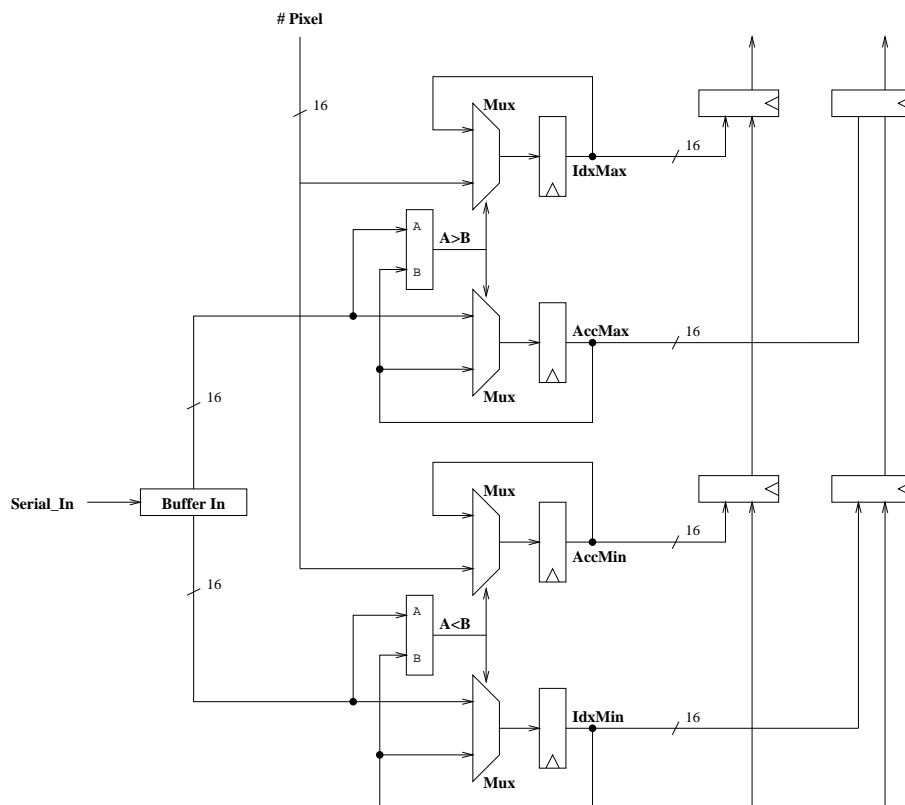 # Pixel
16
Mux
IdxMax
16
A
A>B
B
AccMax
16
Mux
16
Serial_In
Buffer In
Mux
16
AccMin
16
A
A<B
B
IdxMin
16
Mux